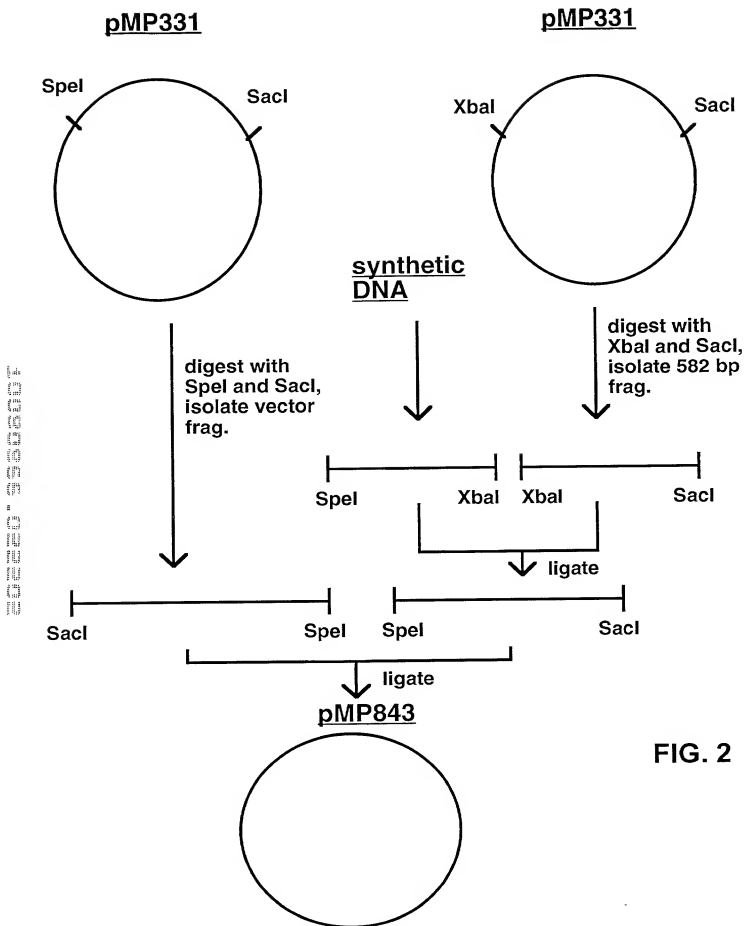 pMP331
pMP331
SpeI
SacI
XbaI
SacI
synthetic
DNA
digest with
SpeI and SacI,
isolate vector
frag.
digest with
XbaI and SacI,
isolate 582 bp
frag.
SpeI
XbaI
XbaI
SacI
ligate
SacI
SpeI
SpeI
SacI
ligate
pMP843
FIG. 2